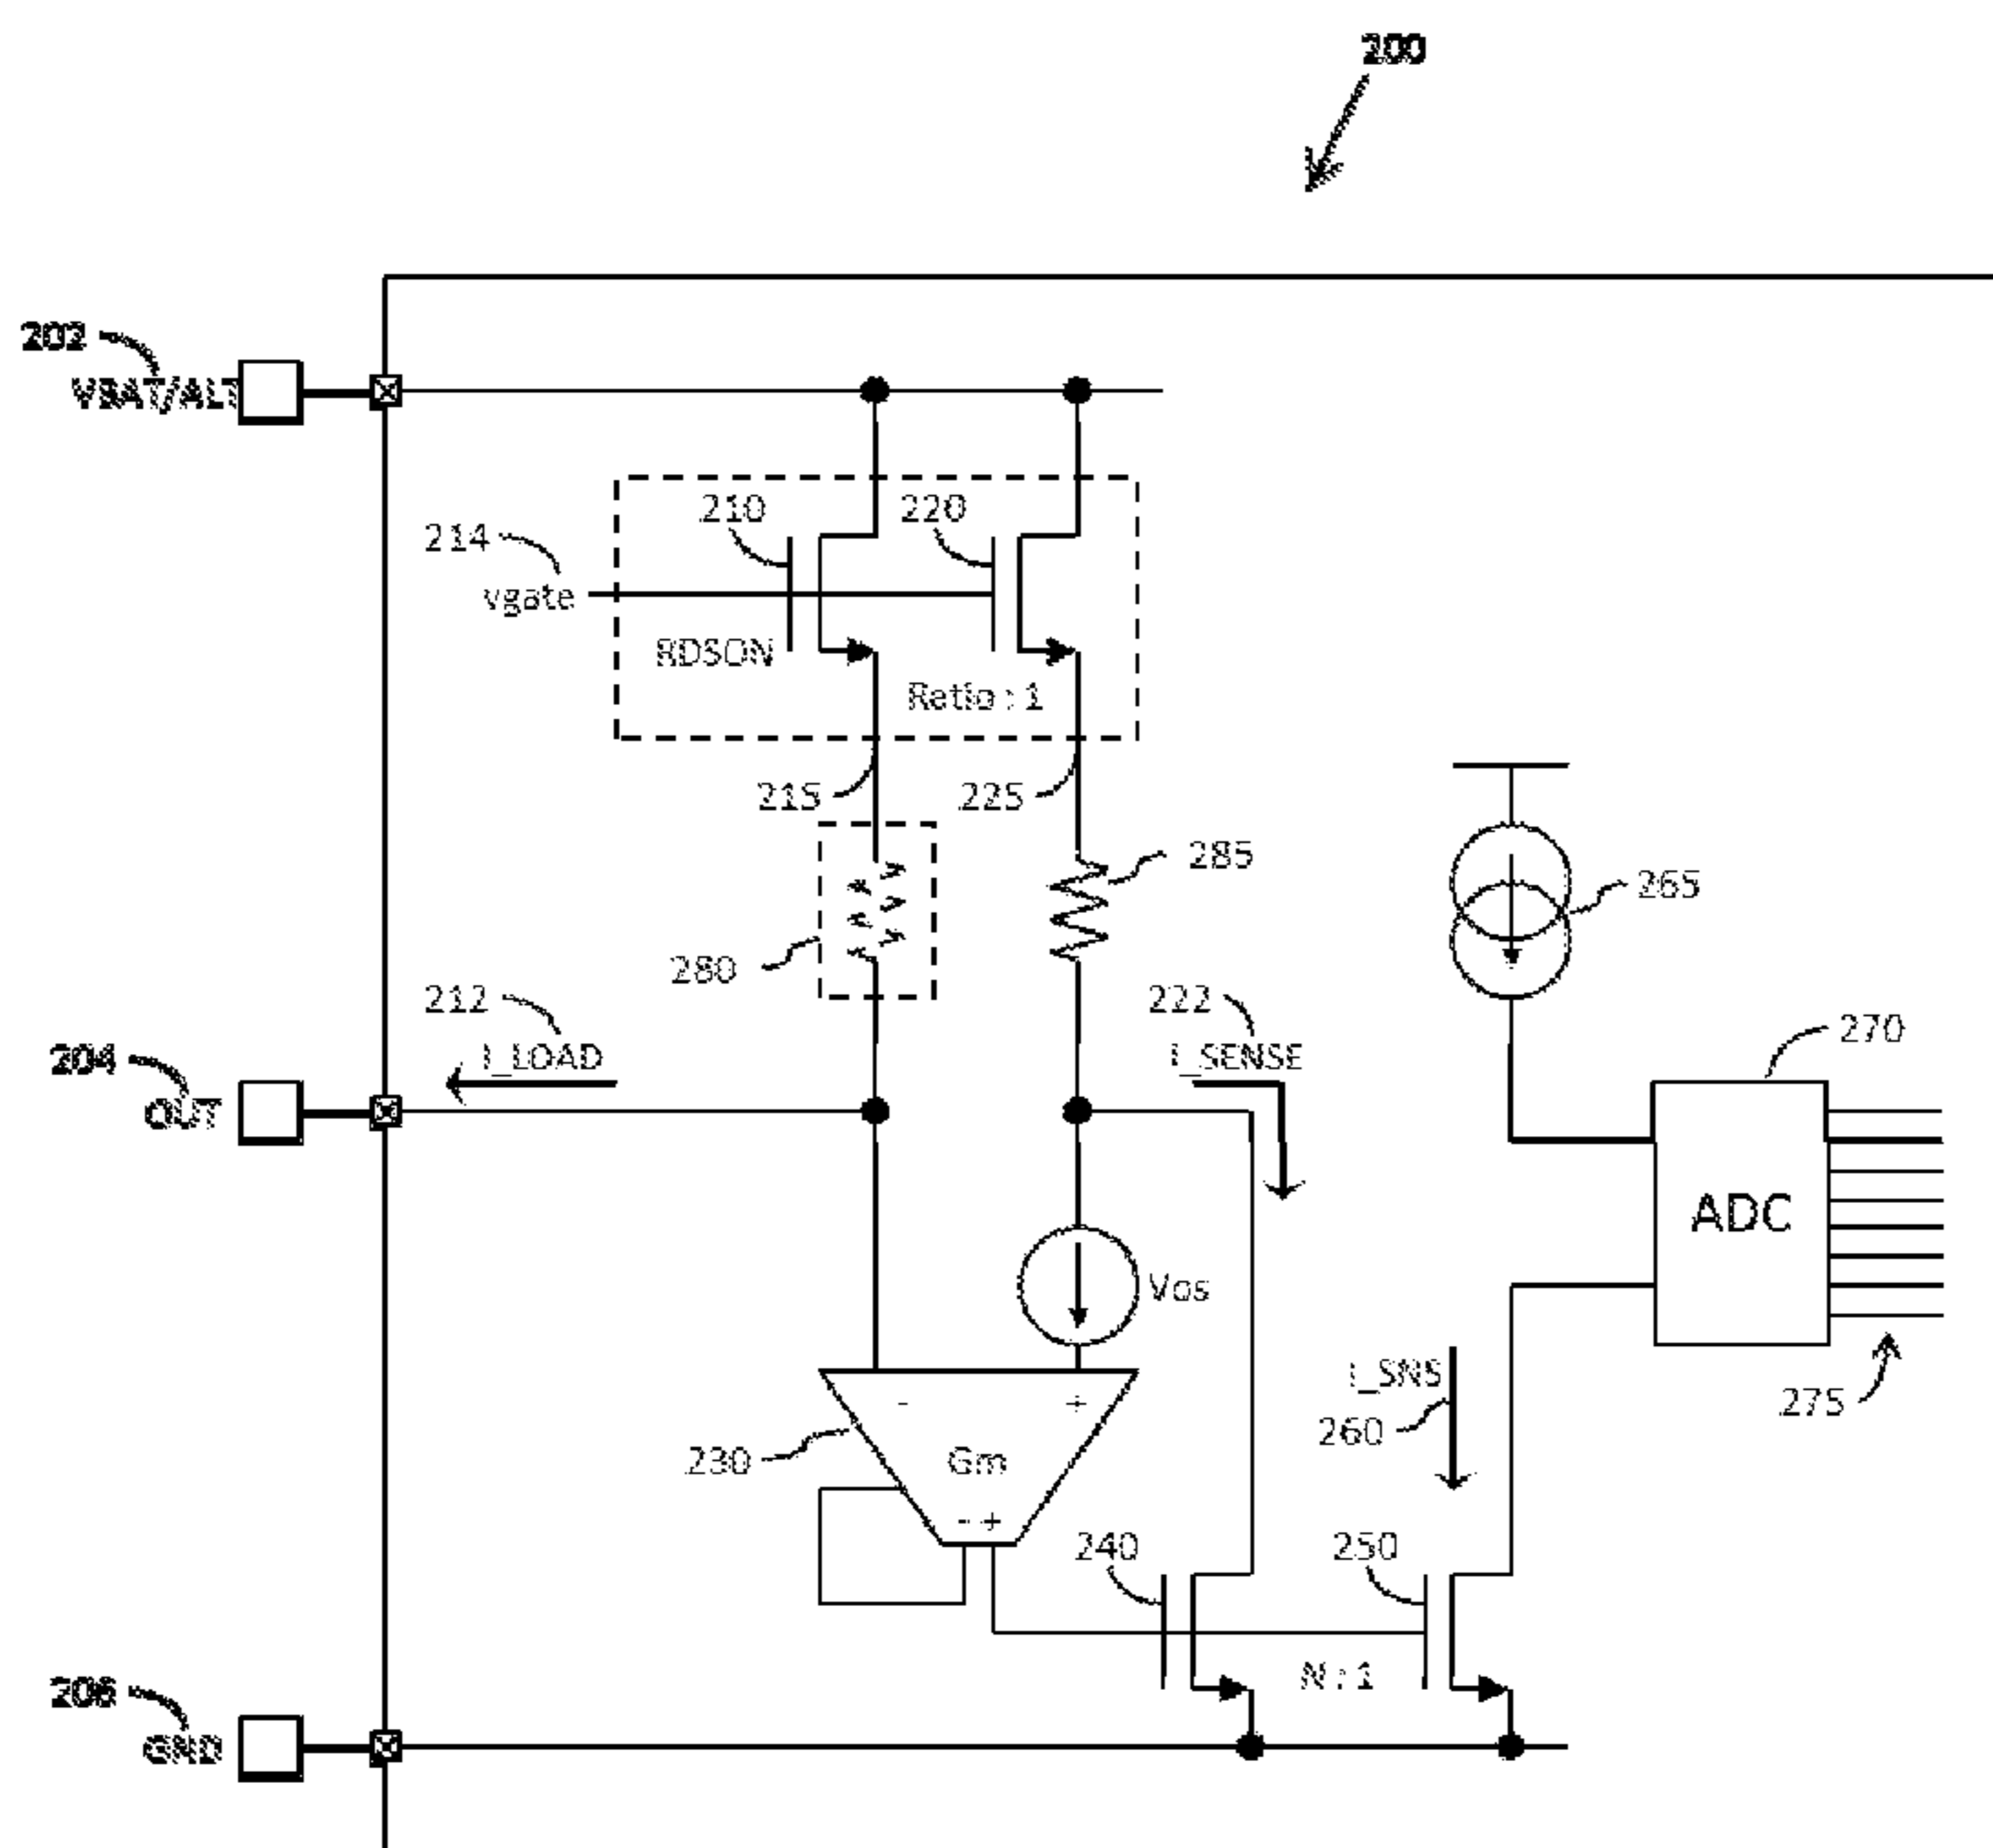 200
202
VBAT/ALT
210
220
214
vgate
RDSON
Ratio : 1
215
225
285
265
280
212
222
I_LOAD
I_SENSE
270
204
OUT
ADC
Vos
I_SNS
260
275
- +
230
Gm
- +
240
250
N : 1
206
GND